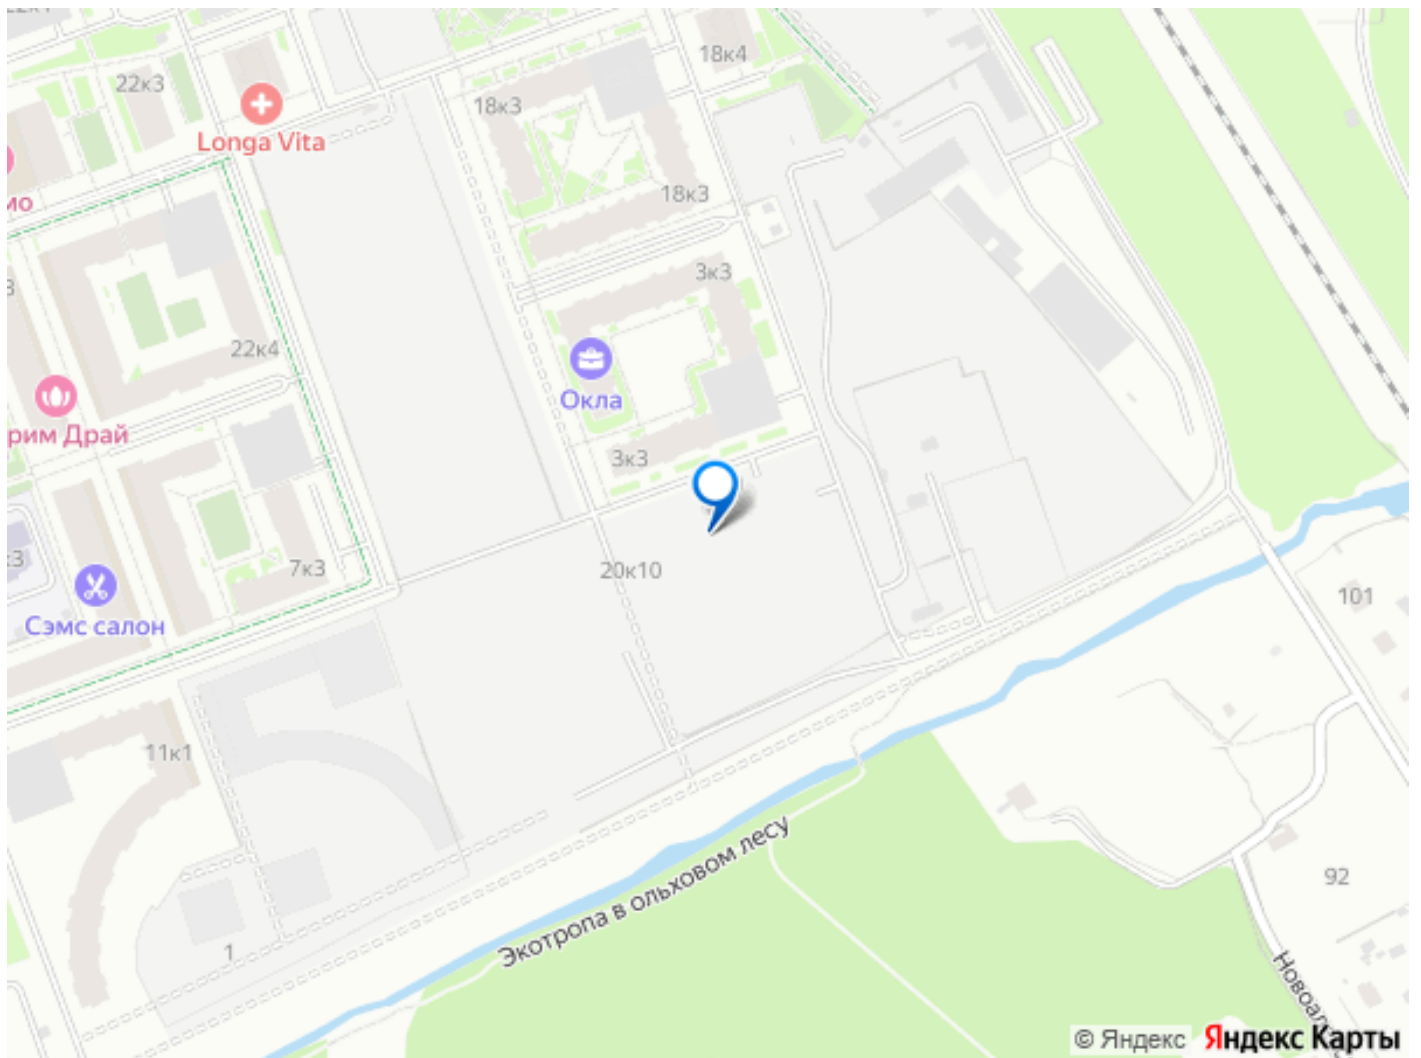 22к3
18к4
18к3
Longa Vita
18к3
3к3
22к4
Окла
рим Драй
3к3
7к3
20к10
101
Сэмс салон
11к1
92
Экотропа в ольховом лесу
1
© Яндекс Яндекс Карты